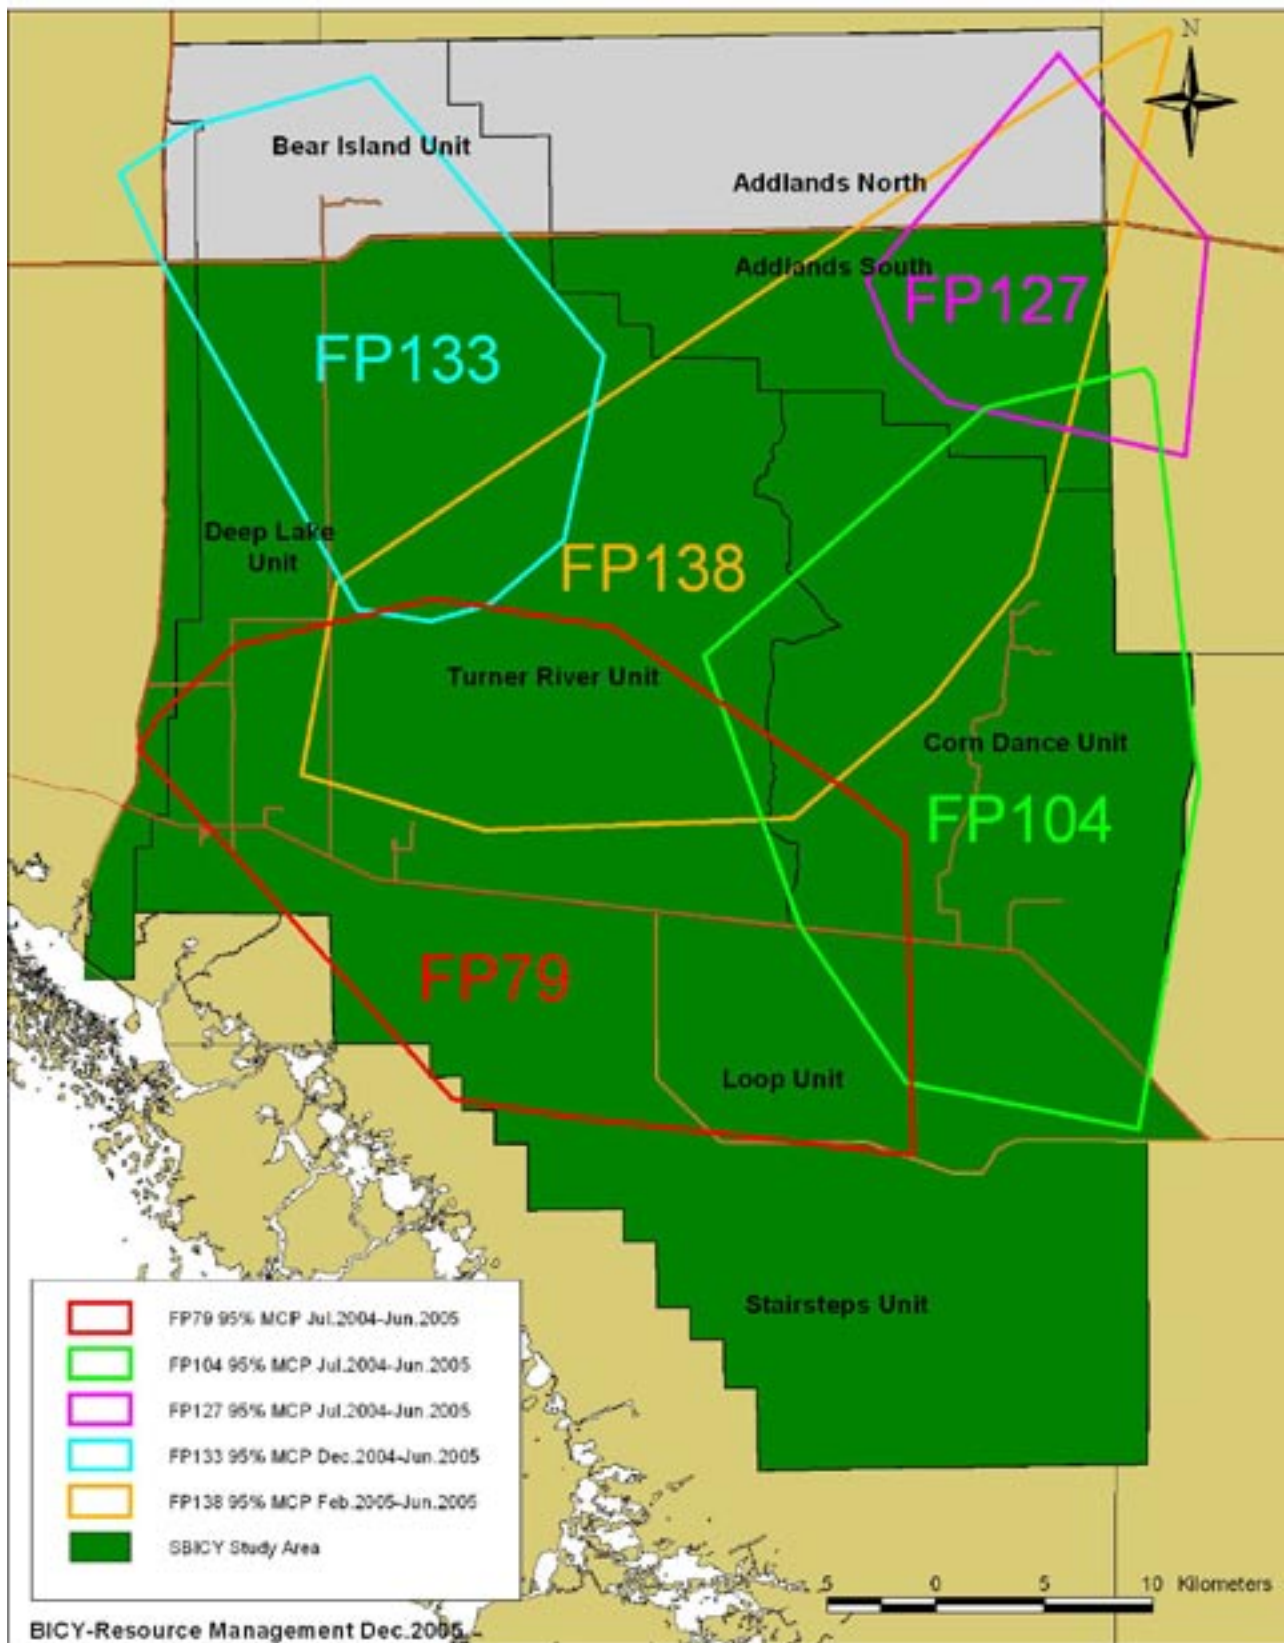 N
Bear Island Unit
Addlands North
Addlands South
FP127
FP133
Deep Lake
Unit
FP138
Turner River Unit
Corn Dance Unit
FP104
FP79
Loop Unit
Stairsteps Unit
FP79 95% MCP Jul.2004-Jun.2005
FP104 95% MCP Jul.2004-Jun.2005
FP127 95% MCP Jul.2004-Jun.2005
FP133 95% MCP Dec.2004-Jun.2005
FP138 95% MCP Feb.2005-Jun.2005
SBICY Study Area
5 0 5 10 Kilometers
BICY-Resource Management Dec.2005